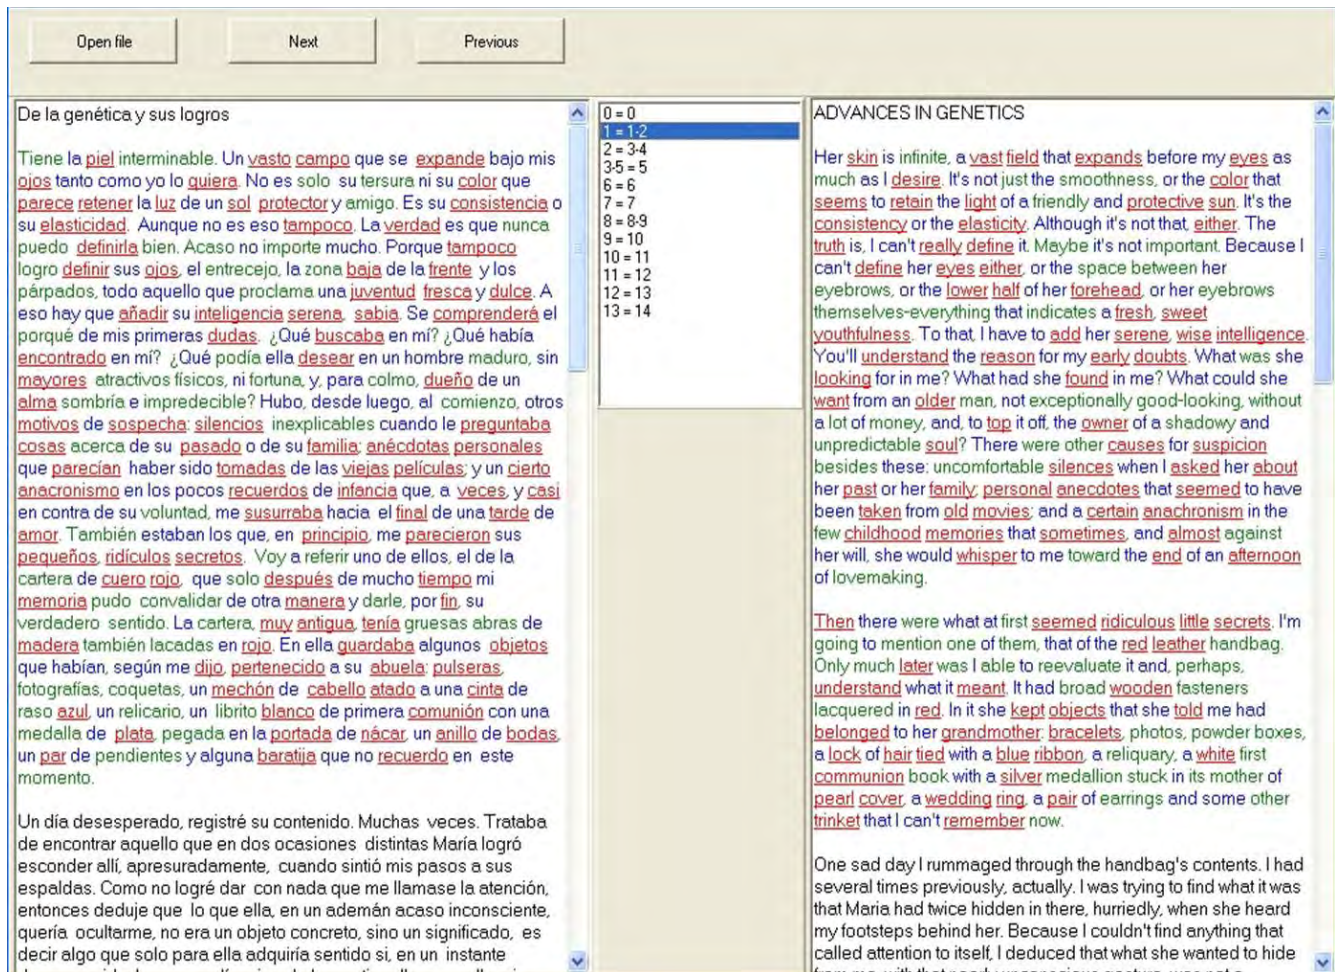 Open file
Next
Previous
De la genética y sus logros
Tiene la piel interminable. Un vasto campo que se expande bajo mis
ojos tanto como yo lo quiera. No es solo su tersura ni su color que
parece retener la luz de un sol protector y amigo. Es su consistencia o
su elasticidad. Aunque no es eso tampoco. La verdad es que nunca
puedo definirla bien. Acaso no importe mucho. Porque tampoco
logro definir sus ojos, el entrecejo, la zona baja de la frente y los
párpados, todo aquello que proclama una juventud fresca y dulce. A
eso hay que añadir su inteligencia serena, sabia. Se comprenderá el
porqué de mis primeras dudas. ¿Qué buscaba en mí? ¿Qué había
encontrado en mí? ¿Qué podía ella desear en un hombre maduro, sin
mayores atractivos físicos, ni fortuna, y, para colmo, dueño de un
alma sombría e impredecible? Hubo, desde luego, al comienzo, otros
motivos de sospecha: silencios inexplicables cuando le preguntaba
cosas acerca de su pasado o de su familia; anécdotas personales
que parecían haber sido tomadas de las viejas películas; y un cierto
anacronismo en los pocos recuerdos de infancia que, a veces, y casi
en contra de su voluntad, me susurraba hacia el final de una tarde de
amor. También estaban los que, en principio, me parecieron sus
pequeños, ridículos secretos. Voy a referir uno de ellos, el de la
cartera de cuero rojo, que solo después de mucho tiempo mi
memoria pudo convalidar de otra manera y darle, por fin, su
verdadero sentido. La cartera, muy antigua, tenía gruesas abras de
madera también lacadas en rojo. En ella guardaba algunos objetos
que habían, según me dijo, pertenecido a su abuela: pulseras,
fotografías, coquetas, un mechón de cabello atado a una cinta de
raso azul, un relicario, un librito blanco de primera comunión con una
medalla de plata, pegada en la portada de nácar, un anillo de bodas,
un par de pendientes y alguna baratija que no recuerdo en este
momento.
Un día desesperado, registré su contenido. Muchas veces. Trataba
de encontrar aquello que en dos ocasiones distintas María logró
esconder allí, apresuradamente, cuando sintió mis pasos a sus
espaldas. Como no logré dar con nada que me llamase la atención,
entonces deduje que lo que ella, en un ademán acaso inconsciente,
quería ocultarme, no era un objeto concreto, sino un significado, es
decir algo que solo para ella adquiría sentido si, en un instante
0 = 0
1 = 1-2
2 = 3-4
3-5 = 5
6 = 6
7 = 7
8 = 8-9
9 = 10
10 = 11
11 = 12
12 = 13
13 = 14
ADVANCES IN GENETICS
Her skin is infinite, a vast field that expands before my eyes as
much as I desire. It's not just the smoothness, or the color that
seems to retain the light of a friendly and protective sun. It's the
consistency or the elasticity. Although it's not that, either. The
truth is, I can't really define it. Maybe it's not important. Because I
can't define her eyes either, or the space between her
eyebrows, or the lower half of her forehead, or her eyebrows
themselves-everything that indicates a fresh, sweet
youthfulness. To that, I have to add her serene, wise intelligence.
You'll understand the reason for my early doubts. What was she
looking for in me? What had she found in me? What could she
want from an older man, not exceptionally good-looking, without
a lot of money, and, to top it off, the owner of a shadowy and
unpredictable soul? There were other causes for suspicion
besides these: uncomfortable silences when I asked her about
her past or her family; personal anecdotes that seemed to have
been taken from old movies; and a certain anachronism in the
few childhood memories that sometimes, and almost against
her will, she would whisper to me toward the end of an afternoon
of lovemaking.
Then there were what at first seemed ridiculous little secrets. I'm
going to mention one of them, that of the red leather handbag.
Only much later was I able to reevaluate it and, perhaps,
understand what it meant. It had broad wooden fasteners
lacquered in red. In it she kept objects that she told me had
belonged to her grandmother: bracelets, photos, powder boxes,
a lock of hair tied with a blue ribbon, a reliquary, a white first
communion book with a silver medallion stuck in its mother of
pearl cover, a wedding ring, a pair of earrings and some other
trinket that I can't remember now.
One sad day I rummaged through the handbag's contents. I had
several times previously, actually. I was trying to find what it was
that Maria had twice hidden in there, hurriedly, when she heard
my footsteps behind her. Because I couldn't find anything that
called attention to itself, I deduced that what she wanted to hide